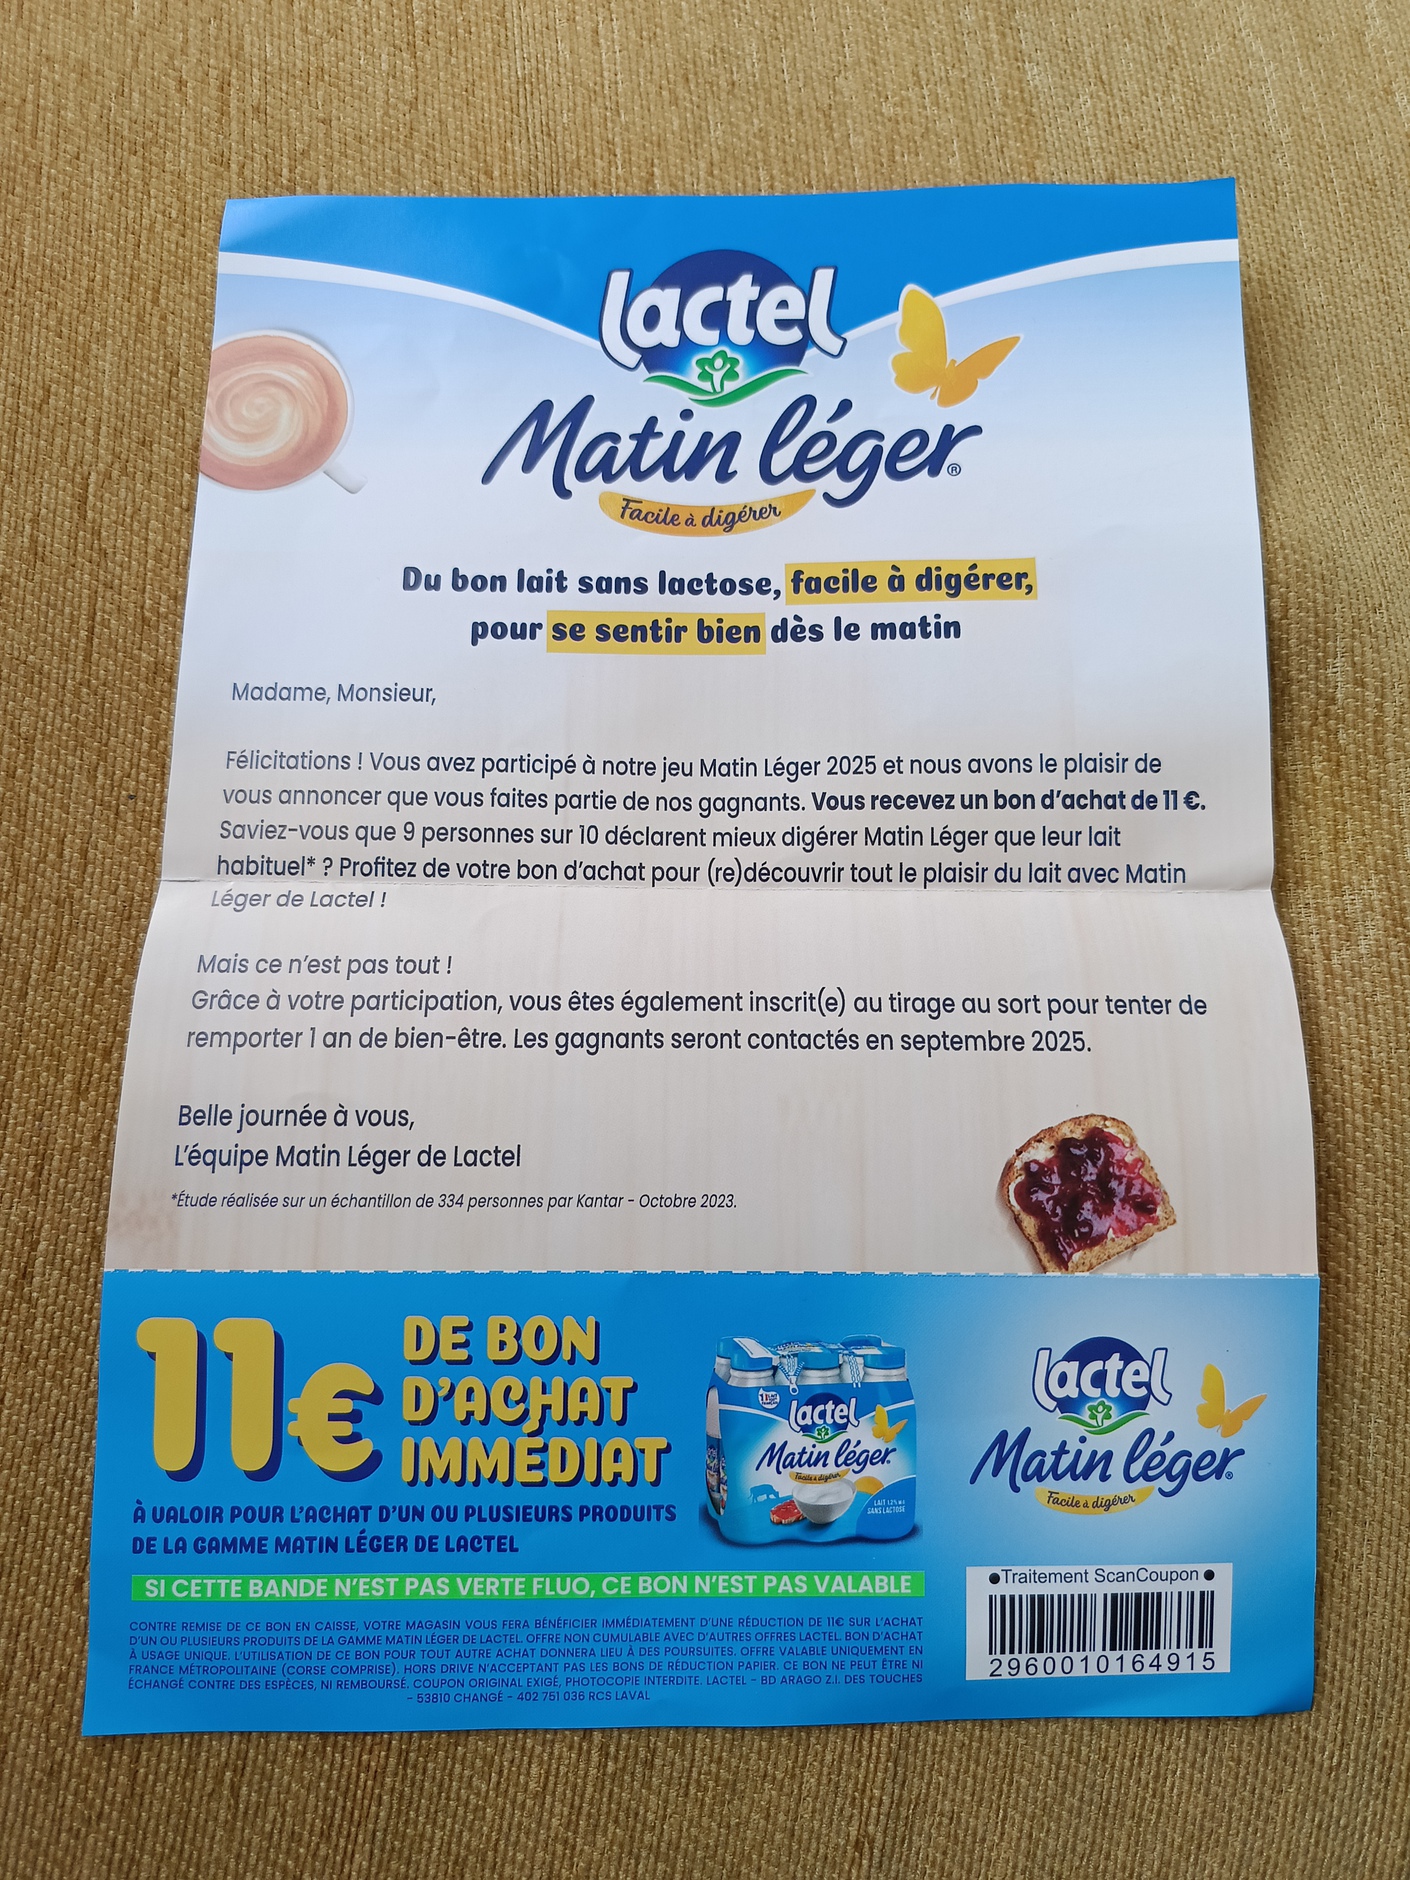 lactel
Matin léger®
Facile à digérer
Du bon lait sans lactose, facile à digérer,
pour se sentir bien dès le matin
Madame, Monsieur,
Félicitations ! Vous avez participé à notre jeu Matin Léger 2025 et nous avons le plaisir de
vous annoncer que vous faites partie de nos gagnants. Vous recevez un bon d'achat de 11 €.
Saviez-vous que 9 personnes sur 10 déclarent mieux digérer Matin Léger que leur lait
habituel* ? Profitez de votre bon d'achat pour (re)découvrir tout le plaisir du lait avec Matin
Léger de Lactel !
Mais ce n'est pas tout !
Grâce à votre participation, vous êtes également inscrit(e) au tirage au sort pour tenter de
remporter 1 an de bien-être. Les gagnants seront contactés en septembre 2025.
Belle journée à vous,
L'équipe Matin Léger de Lactel
*Étude réalisée sur un échantillon de 334 personnes par Kantar - Octobre 2023.
11€
DE BON
D'ACHAT
IMMÉDIAT
À VALOIR POUR L'ACHAT D'UN OU PLUSIEURS PRODUITS
DE LA GAMME MATIN LÉGER DE LACTEL
SI CETTE BANDE N'EST PAS VERTE FLUO, CE BON N'EST PAS VALABLE
CONTRE REMISE DE CE BON EN CAISSE, VOTRE MAGASIN VOUS FERA BÉNÉFICIER IMMÉDIATEMENT D'UNE RÉDUCTION DE 11€ SUR L'ACHAT
D'UN OU PLUSIEURS PRODUITS DE LA GAMME MATIN LÉGER DE LACTEL. OFFRE NON CUMULABLE AVEC D'AUTRES OFFRES LACTEL. BON D'ACHAT
À USAGE UNIQUE. L'UTILISATION DE CE BON POUR TOUT AUTRE ACHAT DONNERA LIEU À DES POURSUITES. OFFRE VALABLE UNIQUEMENT EN
FRANCE MÉTROPOLITAINE (CORSE COMPRISE). HORS DRIVE N'ACCEPTANT PAS LES BONS DE RÉDUCTION PAPIER. CE BON NE PEUT ÊTRE NI
ÉCHANGÉ CONTRE DES ESPÈCES, NI REMBOURSÉ. COUPON ORIGINAL EXIGÉ, PHOTOCOPIE INTERDITE. LACTEL - BD ARAGO Z.I. DES TOUCHES
- 53810 CHANGÉ - 402 751 036 RCS LAVAL
lactel
Matin léger
Facile à digérer
LAIT 1,2% M.G
SANS LACTOSE
lactel
Matin léger®
Facile à digérer
Traitement ScanCoupon
2960010164915